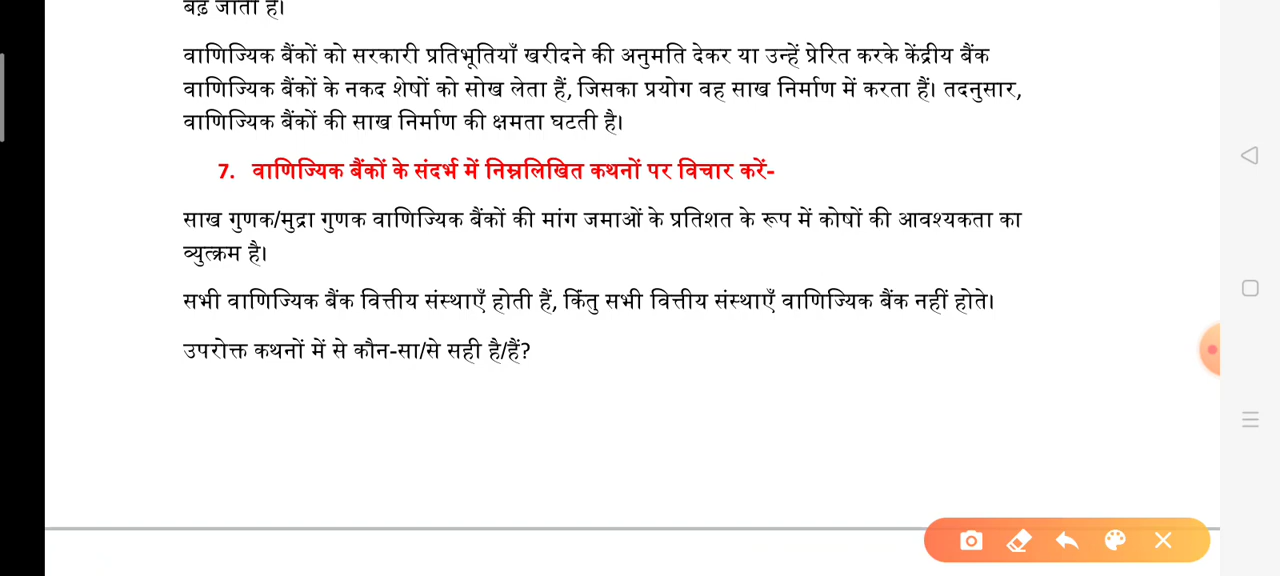 बढ़ जाती है।
वाणिज्यिक बैंकों को सरकारी प्रतिभूतियाँ खरीदने की अनुमति देकर या उन्हें प्रेरित करके केंद्रीय बैंक
वाणिज्यिक बैंकों के नकद शेषों को सोख लेता हैं, जिसका प्रयोग वह साख निर्माण में करता हैं। तदनुसार,
वाणिज्यिक बैंकों की साख निर्माण की क्षमता घटती है।
7. वाणिज्यिक बैंकों के संदर्भ में निम्नलिखित कथनों पर विचार करें-
साख गुणक/मुद्रा गुणक वाणिज्यिक बैंकों की मांग जमाओं के प्रतिशत के रूप में कोषों की आवश्यकता का
व्युत्क्रम है।
सभी वाणिज्यिक बैंक वित्तीय संस्थाएँ होती हैं, किंतु सभी वित्तीय संस्थाएँ वाणिज्यिक बैंक नहीं होते।
उपरोक्त कथनों में से कौन-सा/से सही है/हैं?